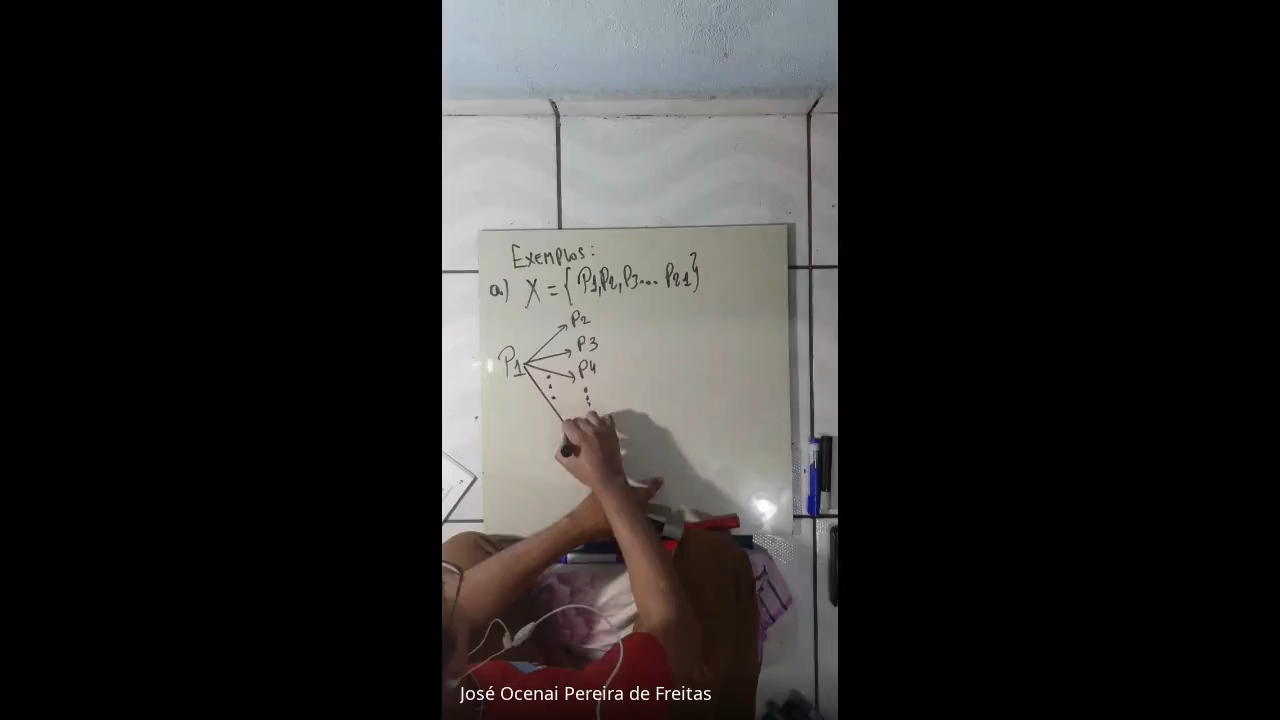 Exemplos:
a) X = { P1, P2, P3... P21}
P2
P3
P1
P4
José Ocenai Pereira de Freitas